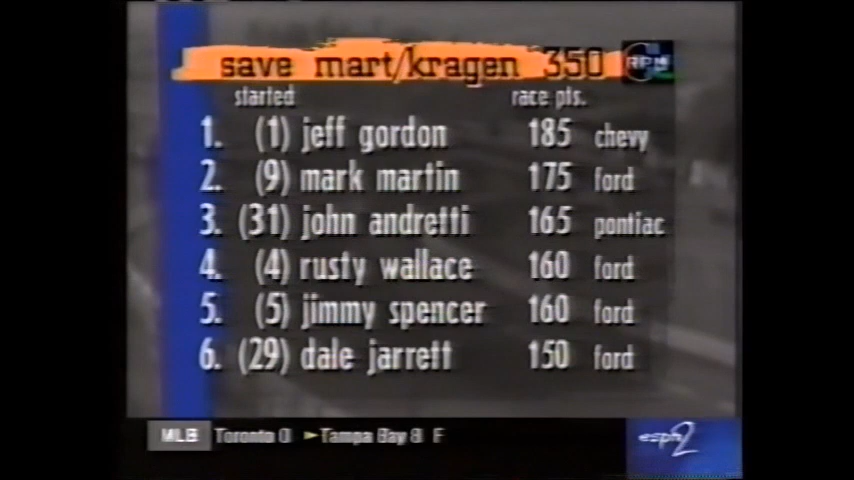 save mart/kragen 350 RPM
started race pts.
1. (1) jeff gordon 185 chevy
2. (9) mark martin 175 ford
3. (31) john andretti 165 pontiac
4. (4) rusty wallace 160 ford
5. (5) jimmy spencer 160 ford
6. (29) dale jarrett 150 ford
MLB Toronto 0 ►Tampa Bay 8 F espn2